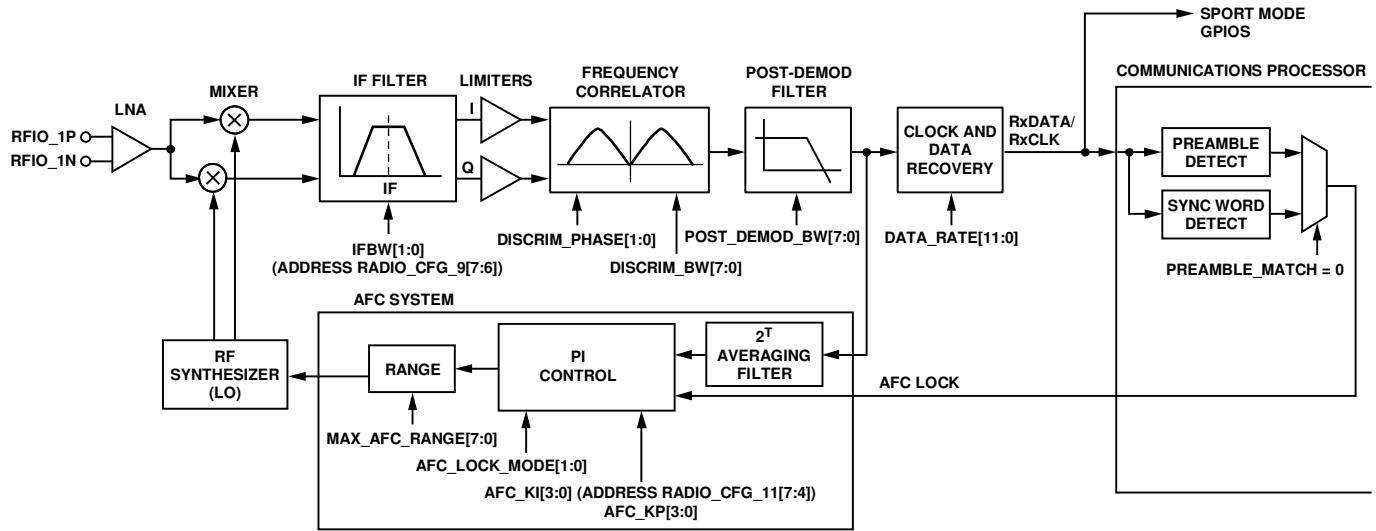 SPORT MODE
GPIOS
COMMUNICATIONS PROCESSOR
LNA
MIXER
IF FILTER
LIMITERS
FREQUENCY
CORRELATOR
POST-DEMOD
FILTER
RFIO_1P
RFIO_1N
IF
I
Q
CLOCK AND
DATA
RECOVERY
RxDATA/
RxCLK
PREAMBLE
DETECT
SYNC WORD
DETECT
IFBW[1:0]
(ADDRESS RADIO_CFG_9[7:6])
DISCRIM_PHASE[1:0]
DISCRIM_BW[7:0]
POST_DEMOD_BW[7:0]
DATA_RATE[11:0]
PREAMBLE_MATCH = 0
AFC SYSTEM
RF
SYNTHESIZER
(LO)
RANGE
PI
CONTROL
2T
AVERAGING
FILTER
AFC LOCK
MAX_AFC_RANGE[7:0]
AFC_LOCK_MODE[1:0]
AFC_KI[3:0] (ADDRESS RADIO_CFG_11[7:4])
AFC_KP[3:0]